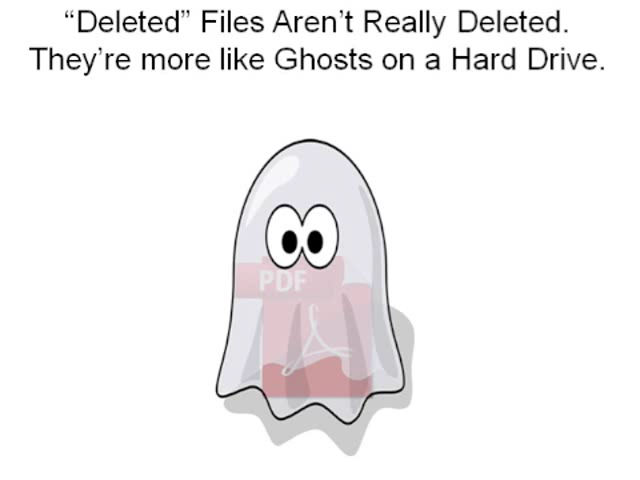 “Deleted” Files Aren’t Really Deleted.
They’re more like Ghosts on a Hard Drive.
PDF